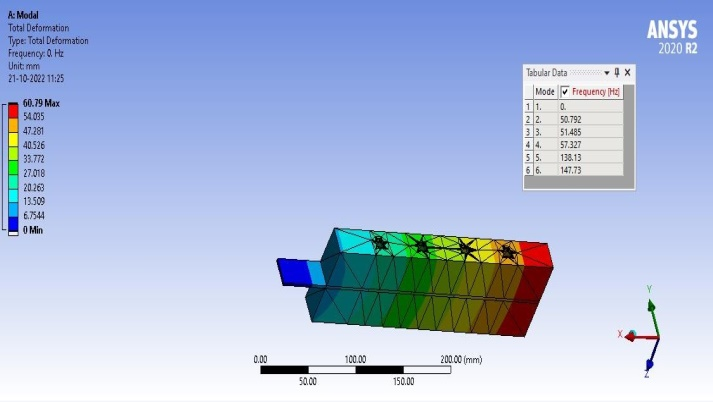 A: Modal
Total Deformation
Type: Total Deformation
Frequency: 0. Hz
Unit: mm
21-10-2022 11:25
60.79 Max
54.035
47.281
40.526
33.772
27.018
20.263
13.509
6.7544
0 Min
ANSYS
2020 R2
Tabular Data
Mode Frequency [Hz]
1 1. 0.
2 2. 50.792
3 3. 51.485
4 4. 57.327
5 5. 138.13
6 6. 147.73
0.00 100.00 200.00 (mm)
50.00 150.00
Y
X
Z